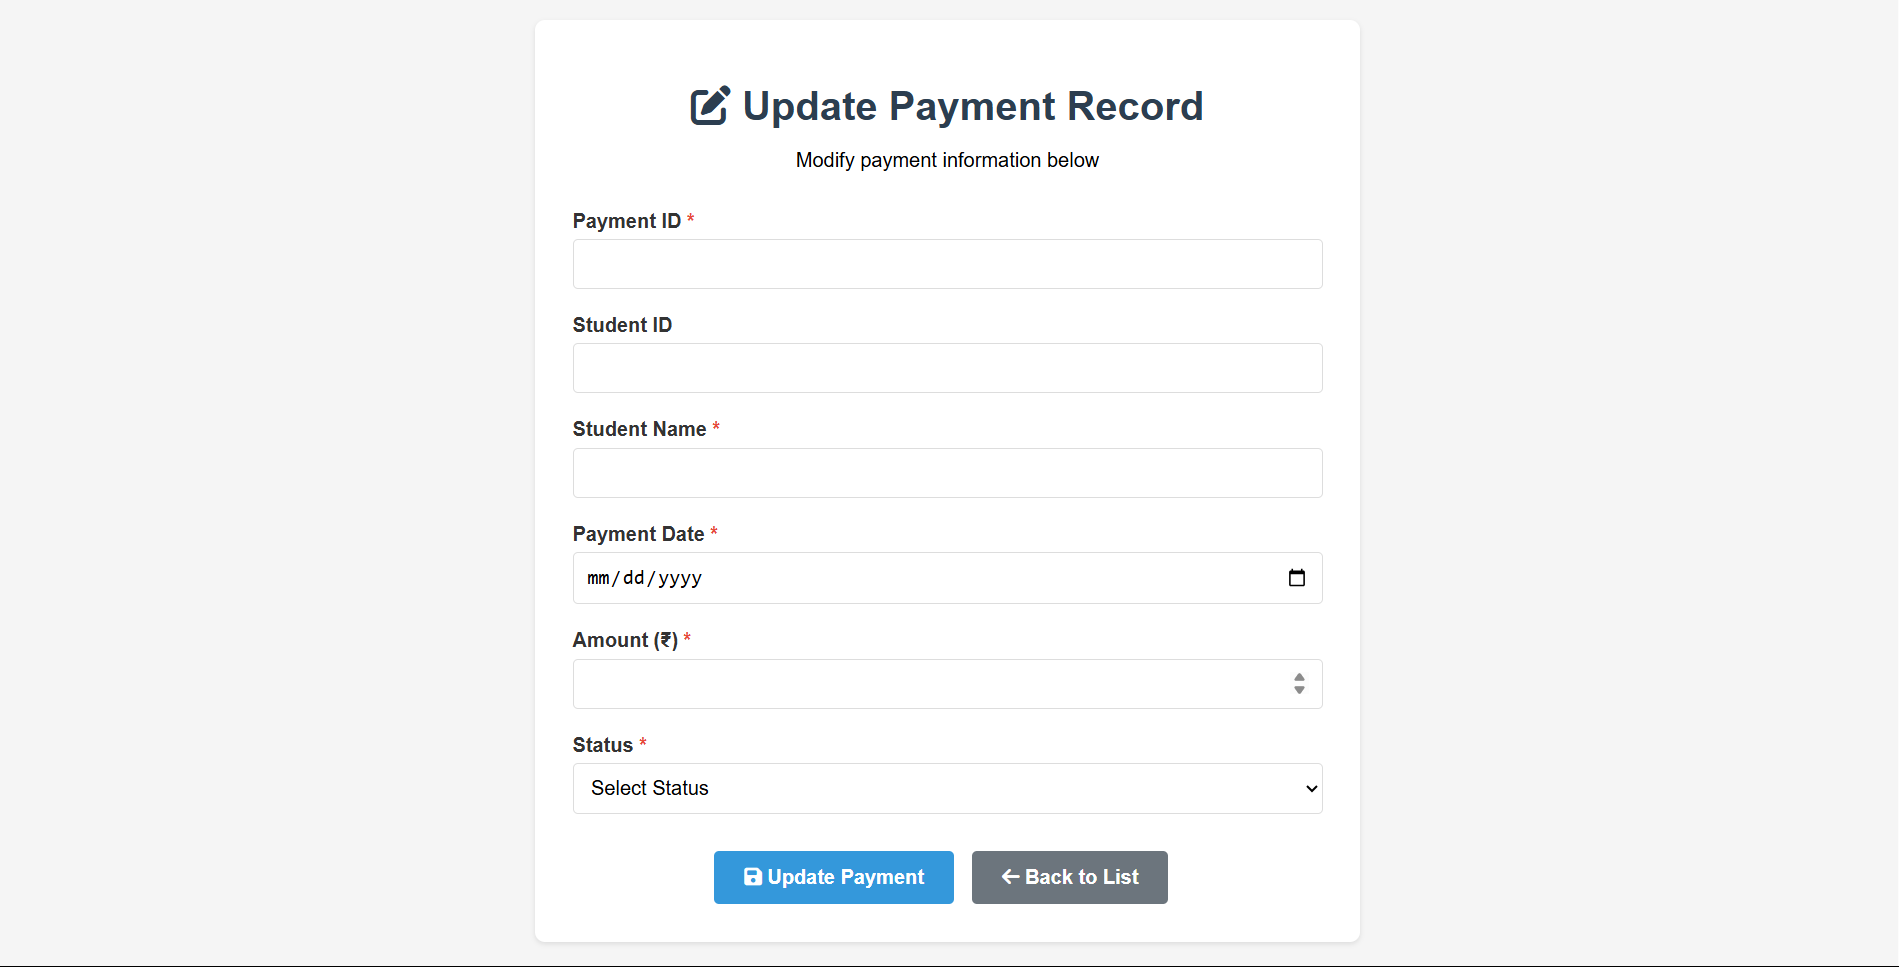 Update Payment Record
Modify payment information below
Payment ID *
Student ID
Student Name *
Payment Date *
mm/dd/yyyy
Amount (₹) *
Status *
Select Status
Update Payment
Back to List